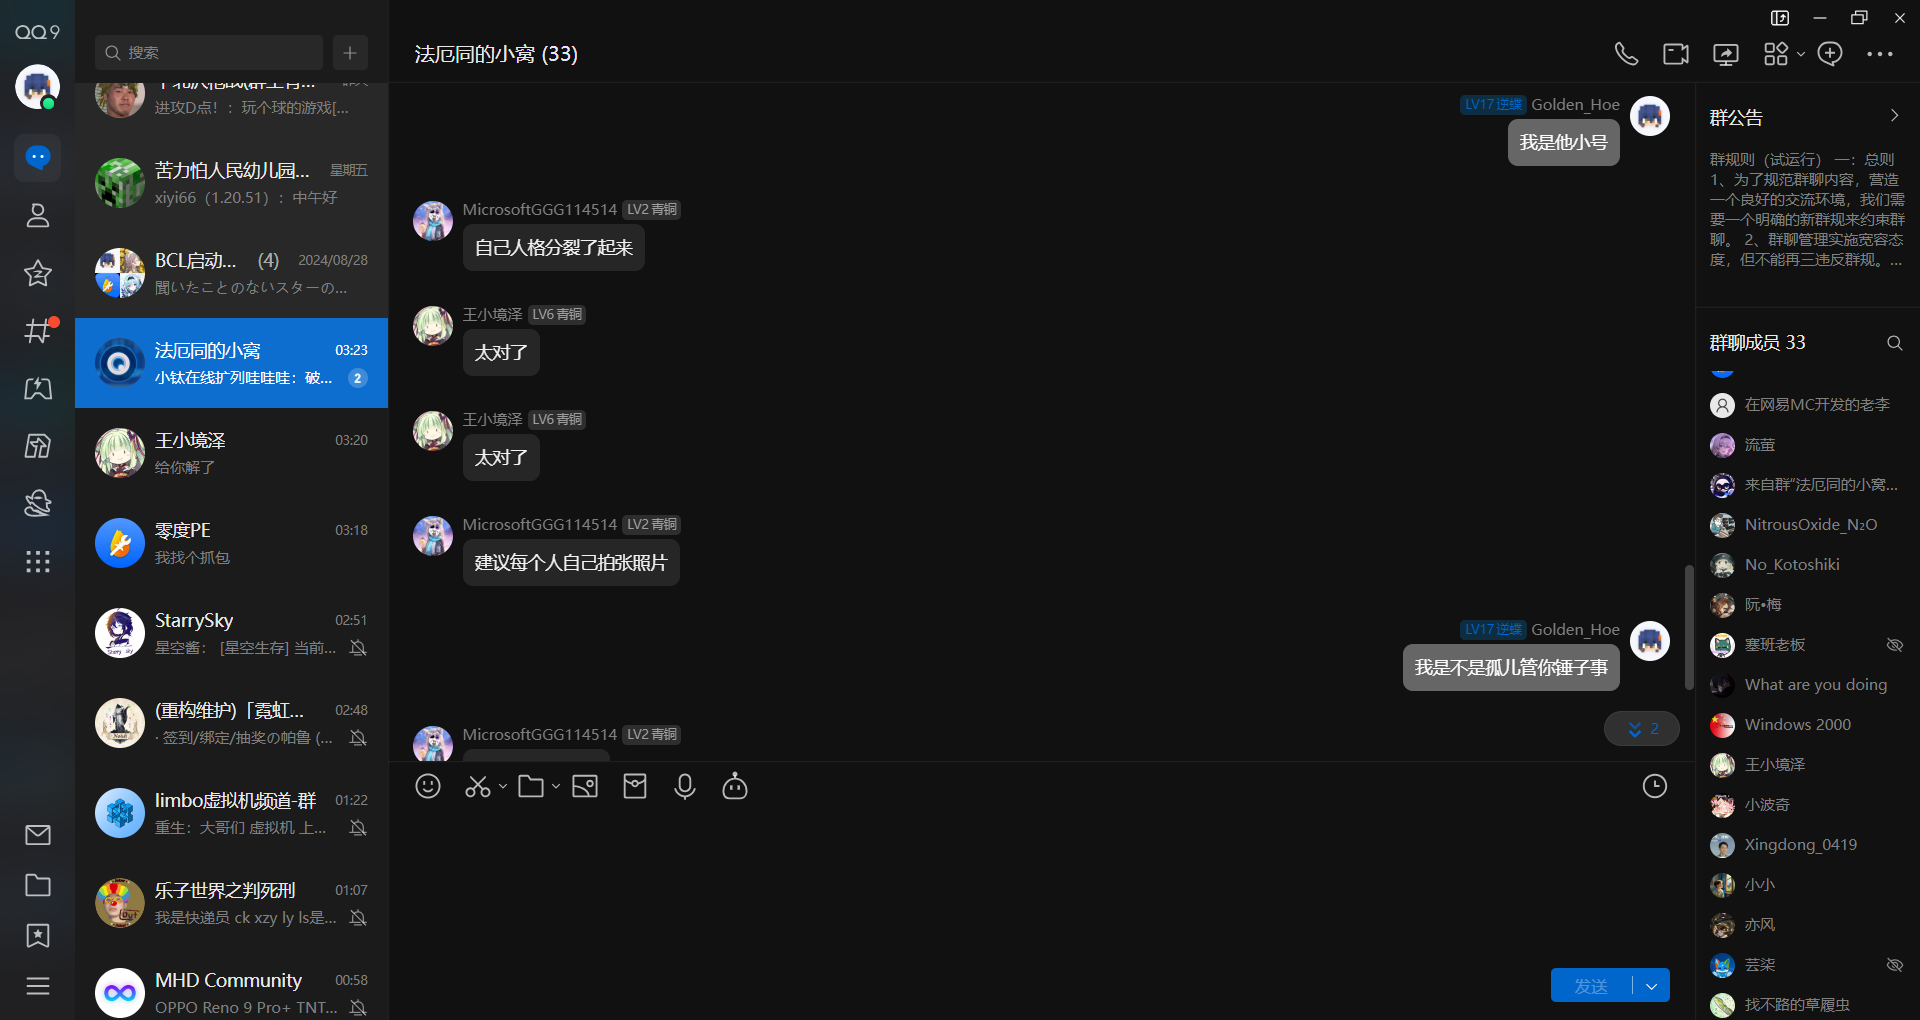 QQ9
搜索
进攻D点！：玩个球的游戏[...
苦力怕人民幼儿园...
星期五
xiyi66（1.20.51）：中午好
BCL启动...
(4)
2024/08/28
聞いたことのないスターの...
法厄同的小窝
03:23
小钛在线扩列哇哇哇：破...
2
王小境泽
03:20
给你解了
零度PE
03:18
我找个抓包
StarrySky
02:51
星空酱： [星空生存] 当前...
(重构维护)「霓虹...
02:48
· 签到/绑定/抽奖の帕鲁 (...
limbo虚拟机频道-群
01:22
重生：大哥们 虚拟机 上...
乐子世界之判死刑
01:07
我是快递员 ck xzy ly ls是...
MHD Community
00:58
OPPO Reno 9 Pro+ TNT...
法厄同的小窝 (33)
LV17 逆蝶 Golden_Hoe
我是他小号
MicrosoftGGG114514 LV2 青铜
自己人格分裂了起来
王小境泽 LV6 青铜
太对了
王小境泽 LV6 青铜
太对了
MicrosoftGGG114514 LV2 青铜
建议每个人自己拍张照片
LV17 逆蝶 Golden_Hoe
我是不是孤儿管你锤子事
2
MicrosoftGGG114514 LV2 青铜
发送
群公告
群规则（试运行） 一：总则
1、为了规范群聊内容，营造
一个良好的交流环境，我们需
要一个明确的新群规来约束群
聊。 2、群聊管理实施宽容态
度，但不能再三违反群规。...
群聊成员 33
在网易MC开发的老李
流萤
来自群“法厄同的小窝...
NitrousOxide_N₂O
No_Kotoshiki
阮•梅
塞班老板
What are you doing
Windows 2000
王小境泽
小波奇
Xingdong_0419
小小
亦风
芸柒
找不路的草履虫